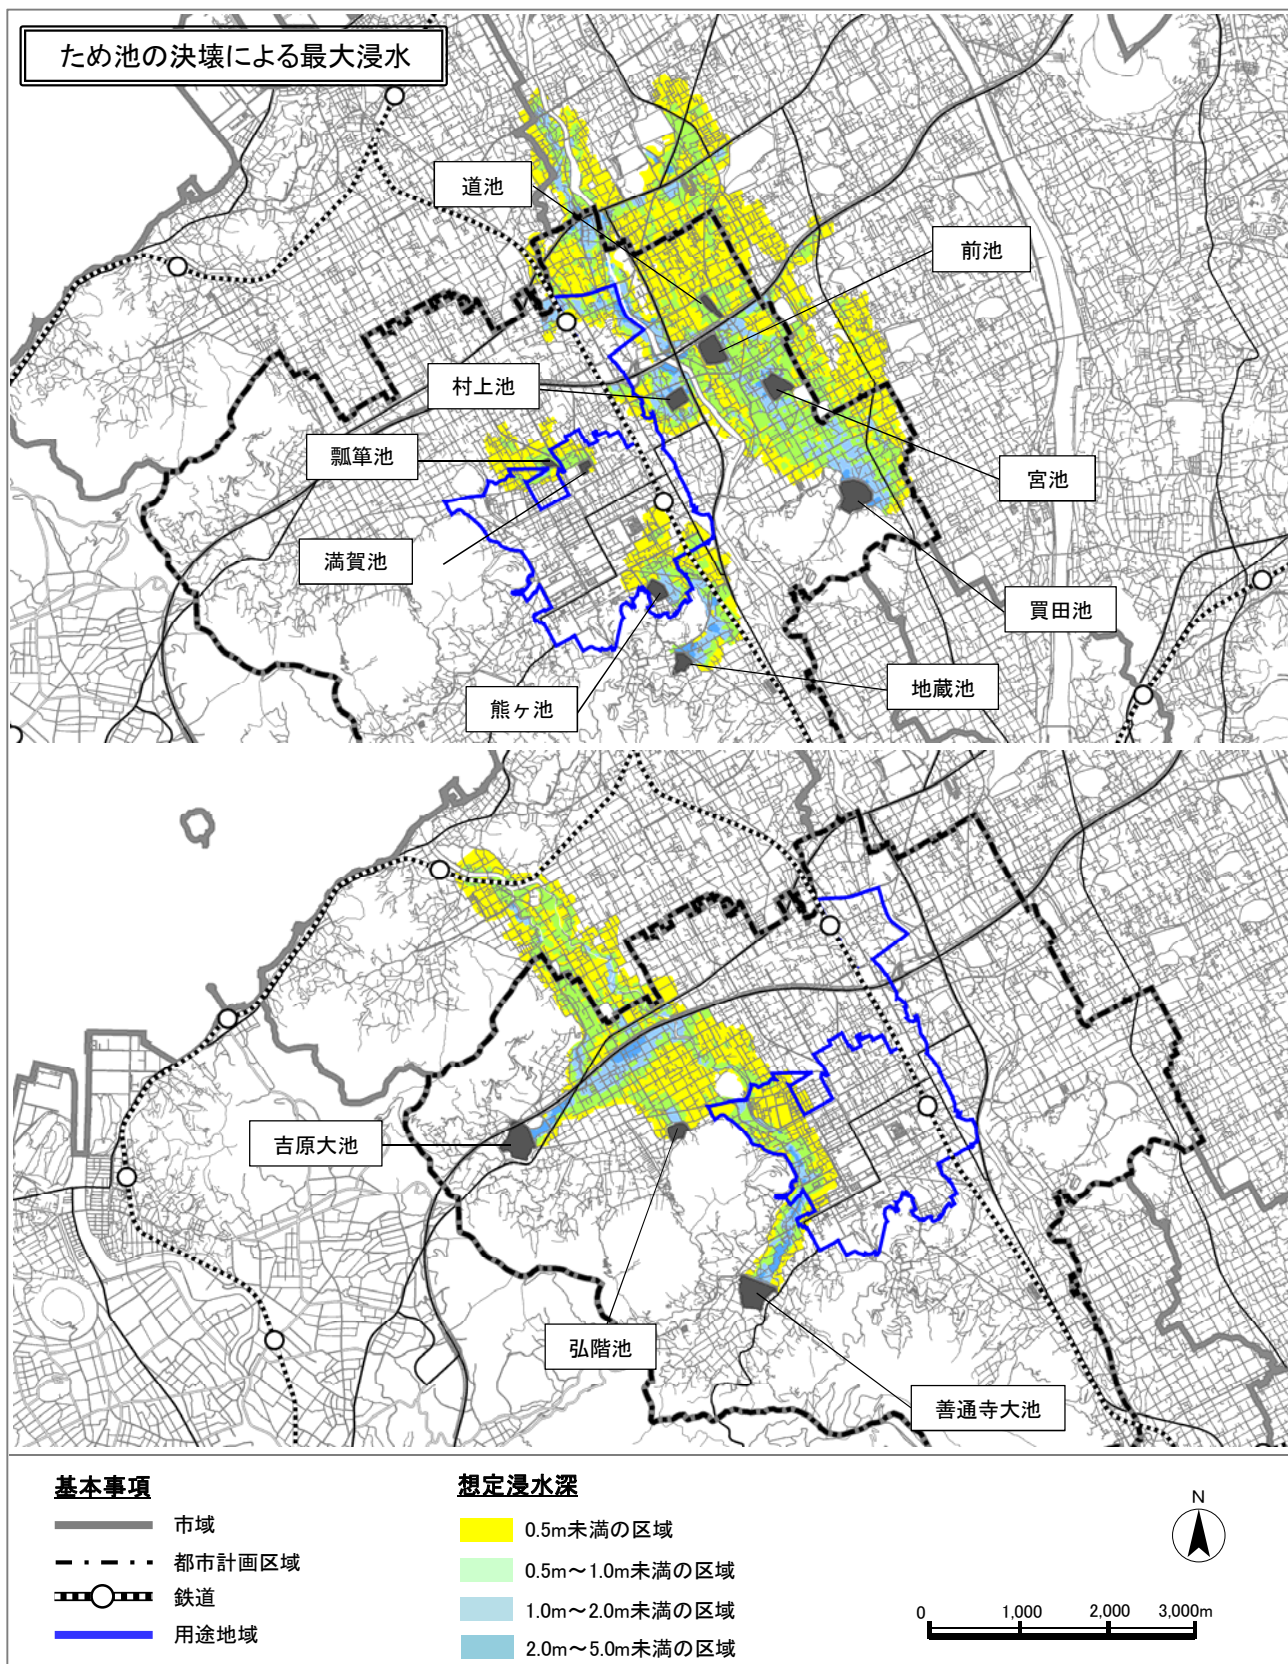 ため池の決壊による最大浸水
道池
前池
村上池
瓢箪池
宮池
満賀池
買田池
地蔵池
熊ヶ池
吉原大池
弘階池
善通寺大池
基本事項
市域
都市計画区域
鉄道
用途地域
想定浸水深
0.5m未満の区域
0.5m～1.0m未満の区域
1.0m～2.0m未満の区域
2.0m～5.0m未満の区域
N
0 1,000 2,000 3,000m